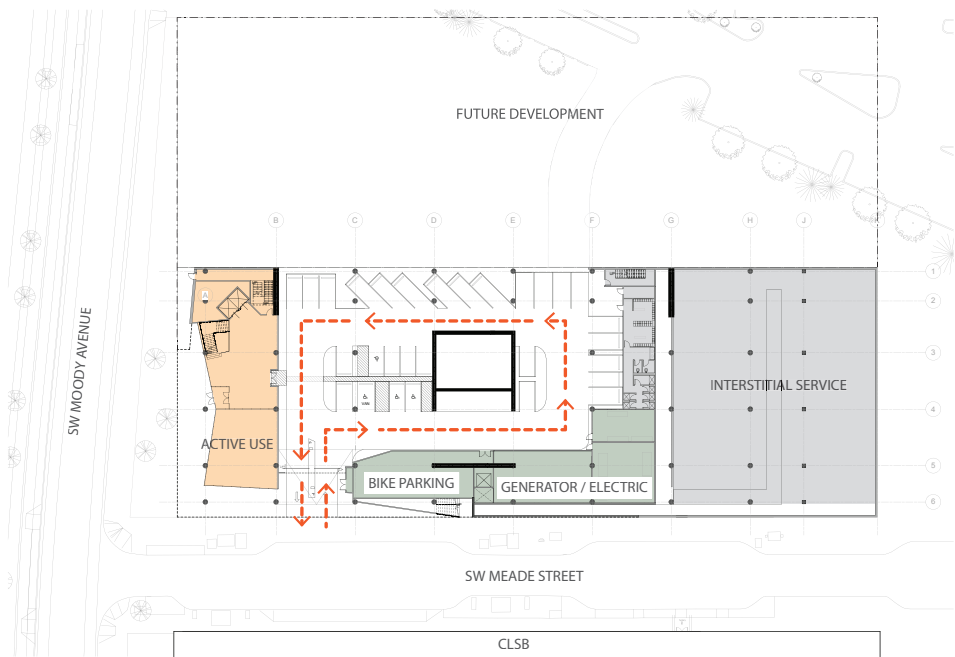 FUTURE DEVELOPMENT
B
C
D
E
F
G
H
J
1
A
2
3
INTERSTITIAL SERVICE
SW MOODY AVENUE
VAN
4
ACTIVE USE
5
BIKE PARKING
GENERATOR / ELECTRIC
6
SW MEADE STREET
T
CLSB